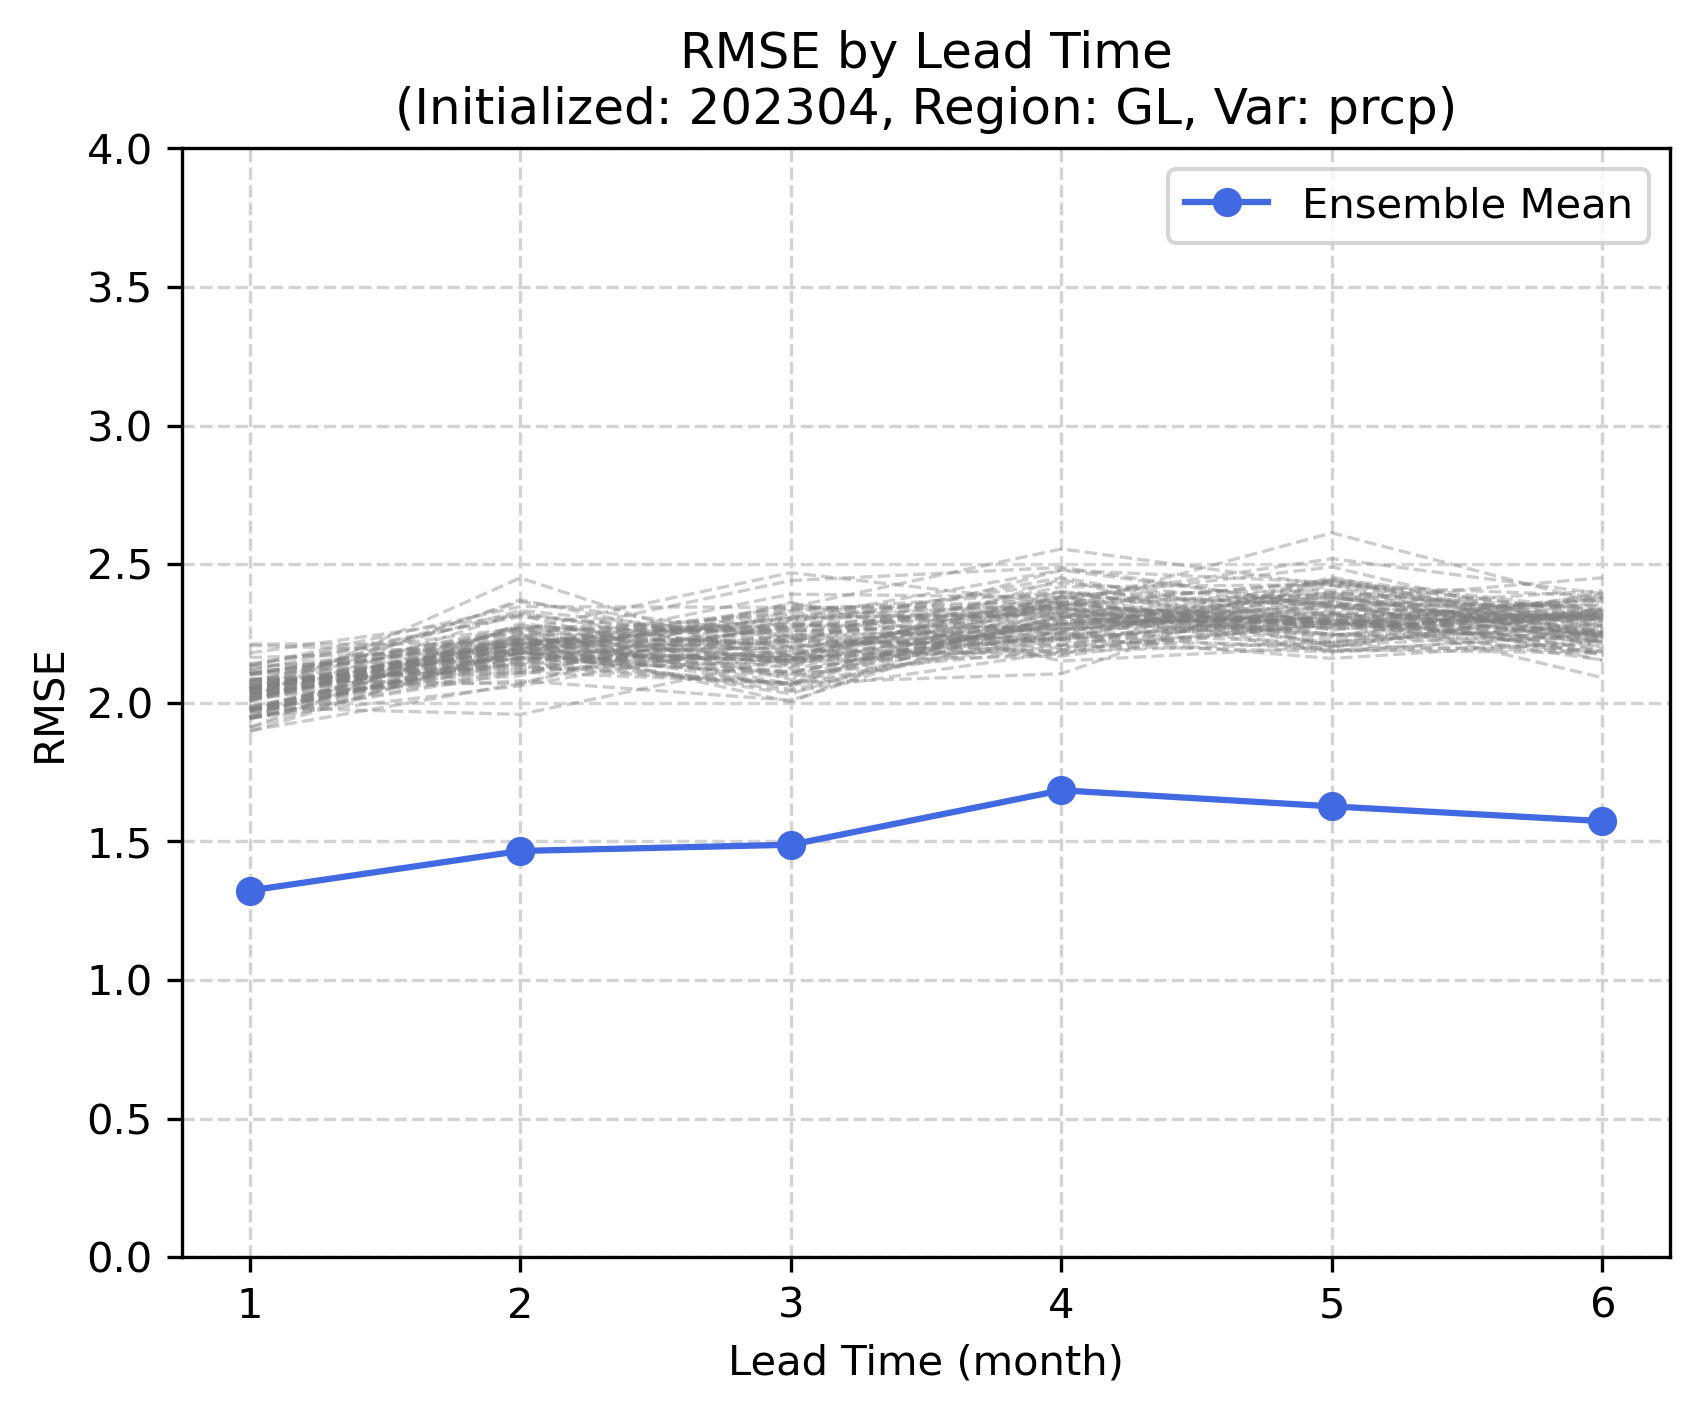 RMSE by Lead Time
(Initialized: 202304, Region: GL, Var: prcp)
Ensemble Mean
4.0
3.5
3.0
2.5
2.0
1.5
1.0
0.5
0.0
RMSE
1 2 3 4 5 6
Lead Time (month)